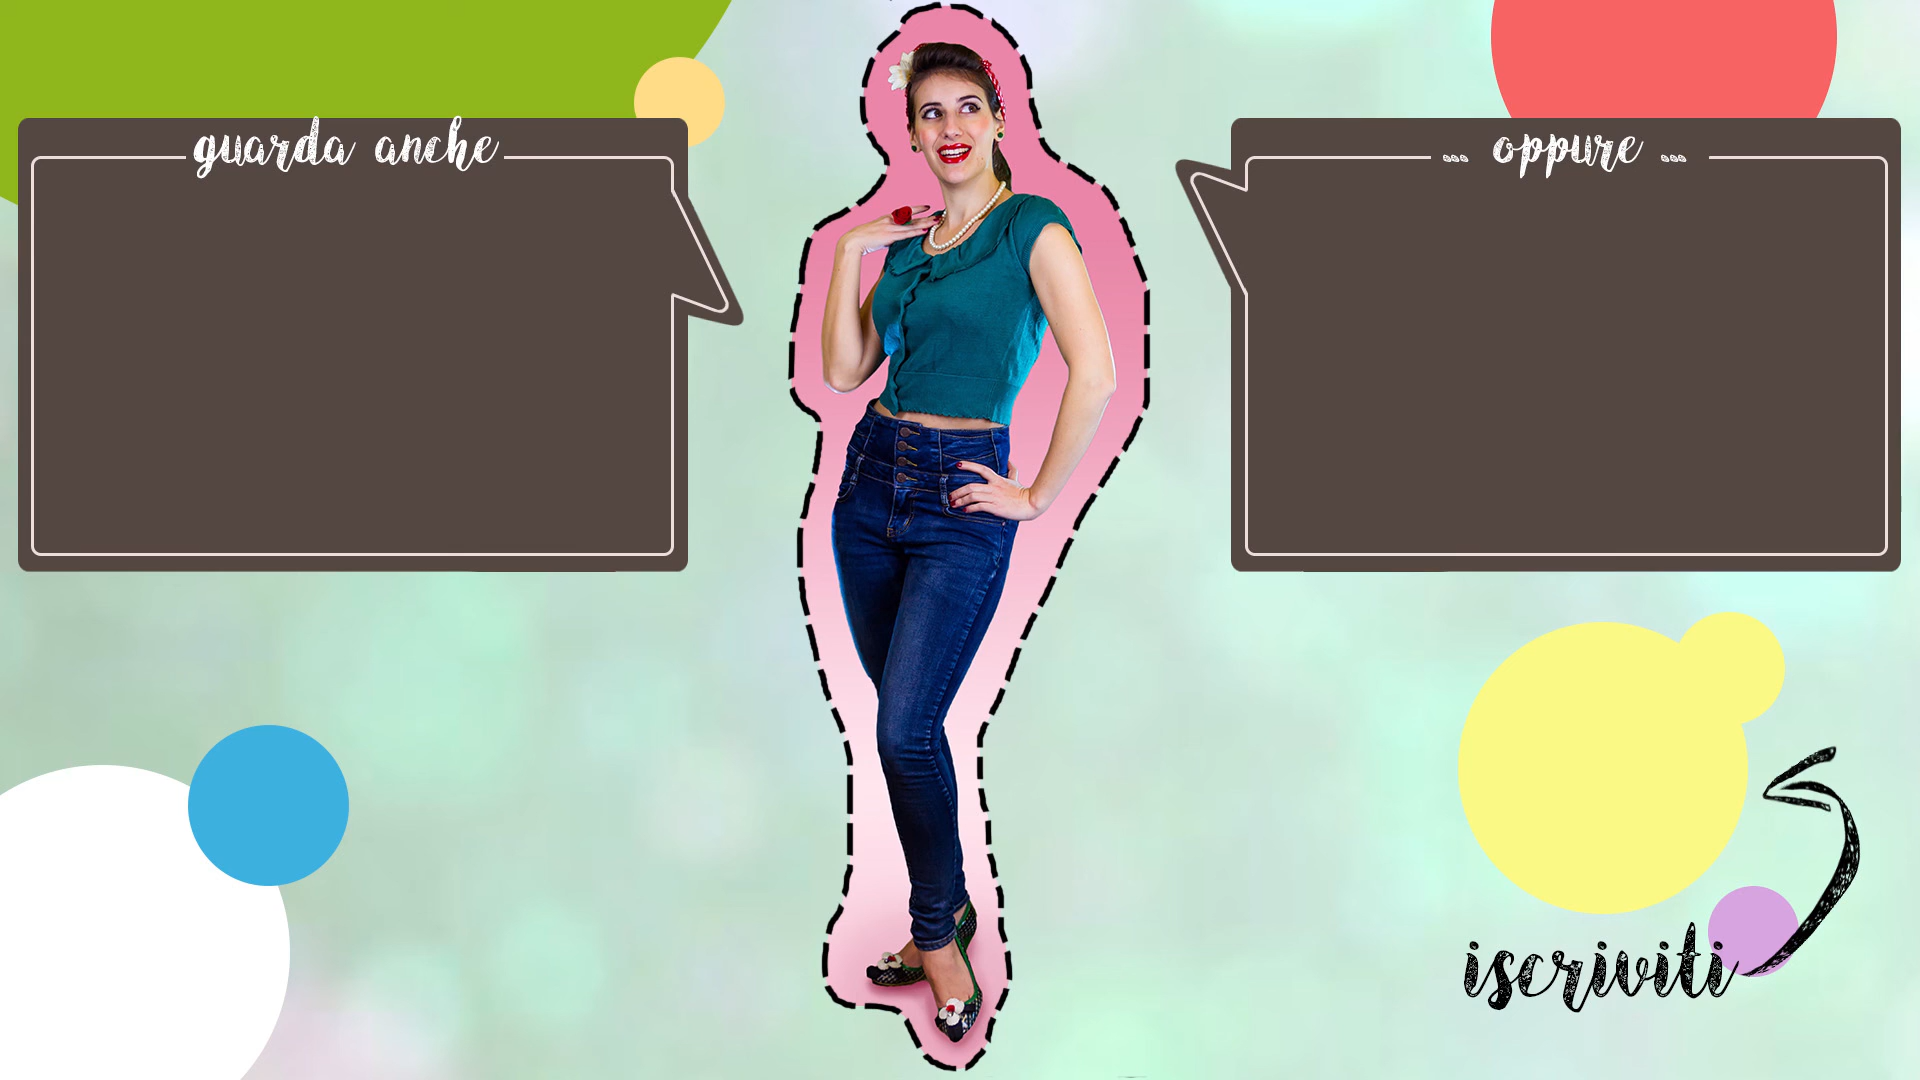 guarda anche
... oppure ...
iscriviti